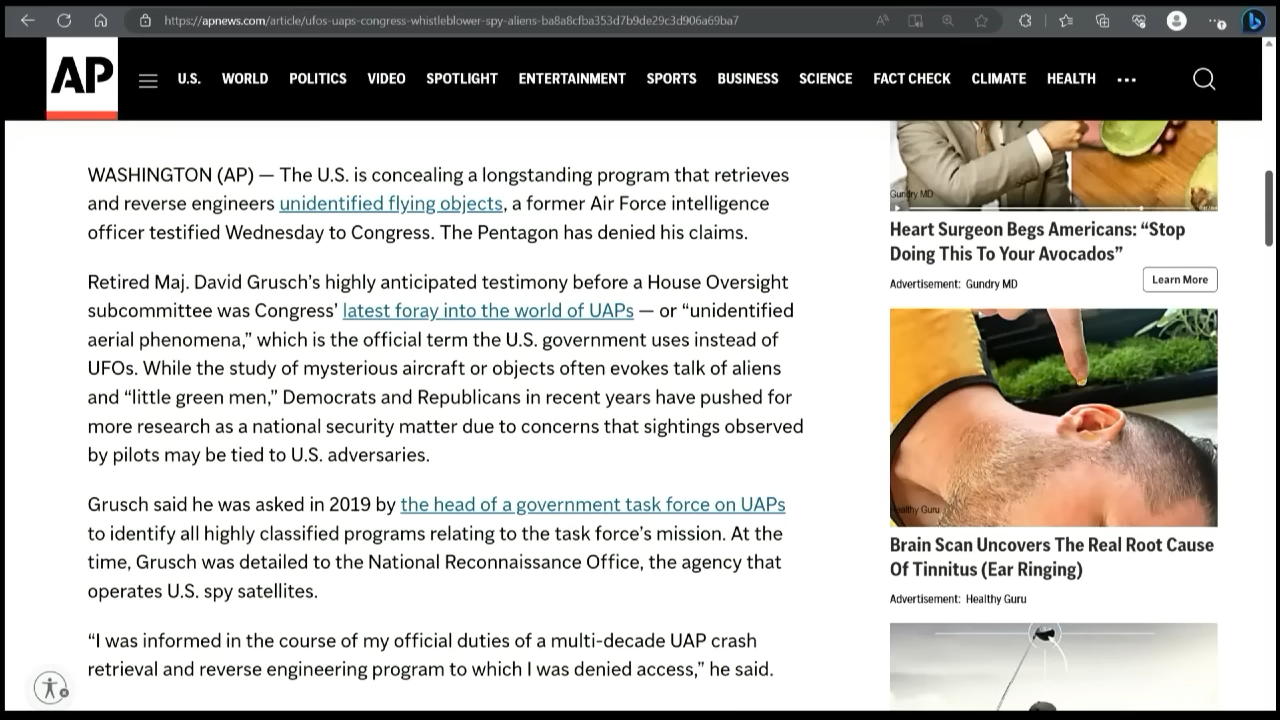 https://apnews.com/article/ufos-uaps-congress-whistleblower-spy-aliens-ba8a8cfba353d7b9de29c3d906a69ba7
AP
U.S. WORLD POLITICS VIDEO SPOTLIGHT ENTERTAINMENT SPORTS BUSINESS SCIENCE FACT CHECK CLIMATE HEALTH ...
WASHINGTON (AP) — The U.S. is concealing a longstanding program that retrieves
and reverse engineers unidentified flying objects, a former Air Force intelligence
officer testified Wednesday to Congress. The Pentagon has denied his claims.
Retired Maj. David Grusch's highly anticipated testimony before a House Oversight
subcommittee was Congress' latest foray into the world of UAPs — or “unidentified
aerial phenomena,” which is the official term the U.S. government uses instead of
UFOs. While the study of mysterious aircraft or objects often evokes talk of aliens
and “little green men,” Democrats and Republicans in recent years have pushed for
more research as a national security matter due to concerns that sightings observed
by pilots may be tied to U.S. adversaries.
Grusch said he was asked in 2019 by the head of a government task force on UAPs
to identify all highly classified programs relating to the task force's mission. At the
time, Grusch was detailed to the National Reconnaissance Office, the agency that
operates U.S. spy satellites.
“I was informed in the course of my official duties of a multi-decade UAP crash
retrieval and reverse engineering program to which I was denied access,” he said.
Gundry MD
Heart Surgeon Begs Americans: “Stop
Doing This To Your Avocados”
Advertisement: Gundry MD
Learn More
Healthy Guru
Brain Scan Uncovers The Real Root Cause
Of Tinnitus (Ear Ringing)
Advertisement: Healthy Guru